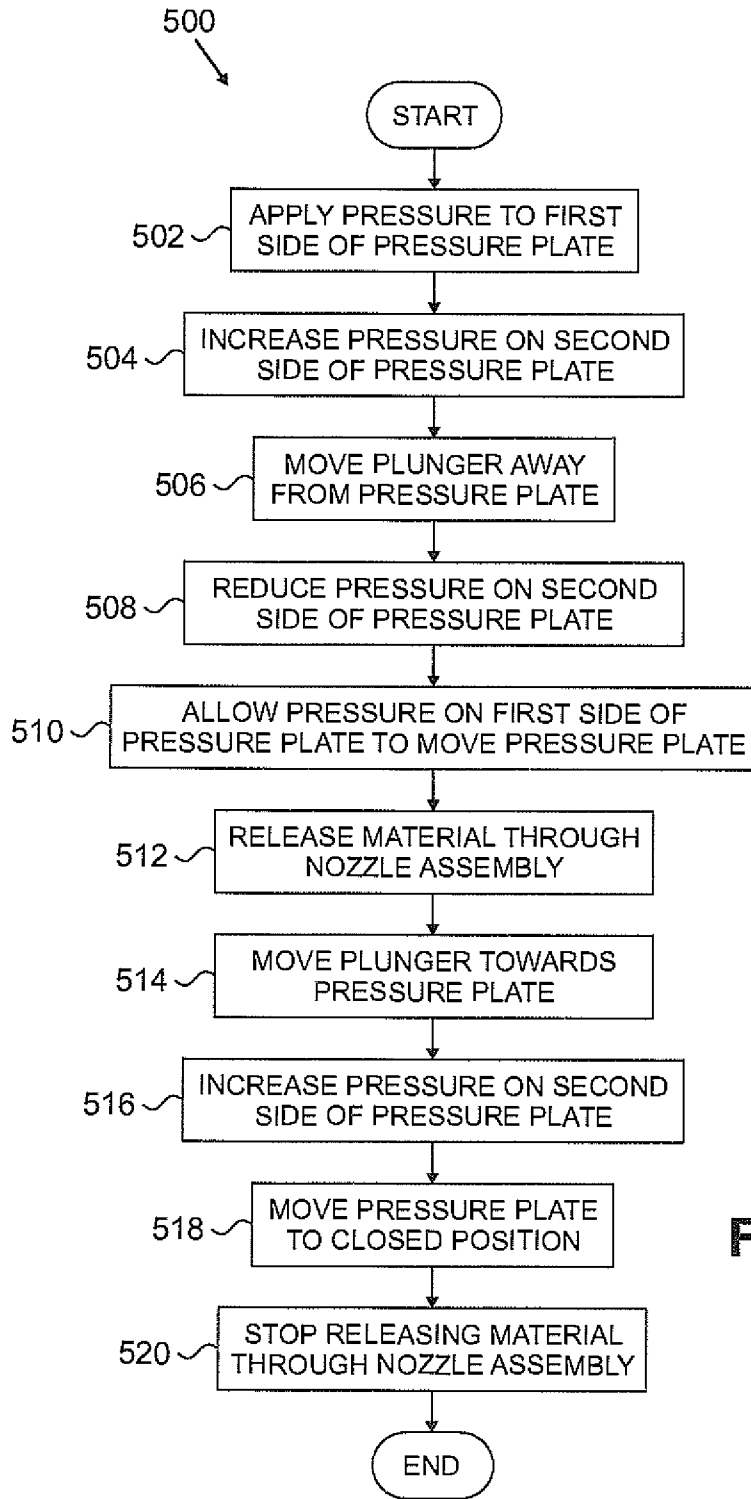 500
START
502
APPLY PRESSURE TO FIRST
SIDE OF PRESSURE PLATE
504
INCREASE PRESSURE ON SECOND
SIDE OF PRESSURE PLATE
506
MOVE PLUNGER AWAY
FROM PRESSURE PLATE
508
REDUCE PRESSURE ON SECOND
SIDE OF PRESSURE PLATE
510
ALLOW PRESSURE ON FIRST SIDE OF
PRESSURE PLATE TO MOVE PRESSURE PLATE
512
RELEASE MATERIAL THROUGH
NOZZLE ASSEMBLY
514
MOVE PLUNGER TOWARDS
PRESSURE PLATE
516
INCREASE PRESSURE ON SECOND
SIDE OF PRESSURE PLATE
518
MOVE PRESSURE PLATE
TO CLOSED POSITION
520
STOP RELEASING MATERIAL
THROUGH NOZZLE ASSEMBLY
END